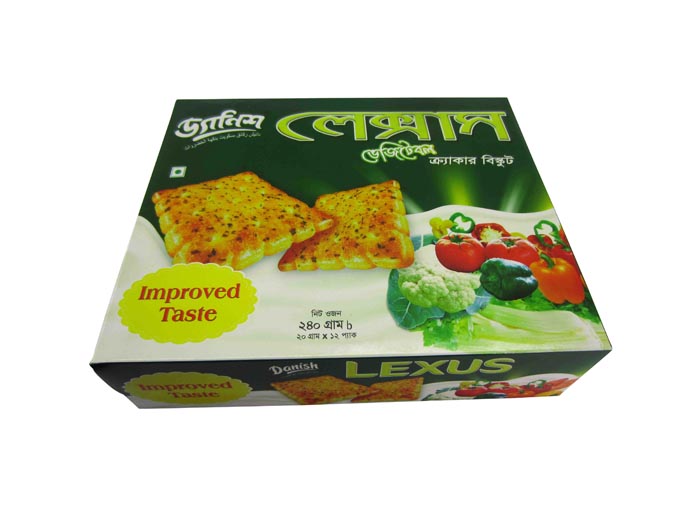 ড্যানিশ
লেক্সাস
ভেজিটেবল
ক্র্যাকার বিস্কুট
Improved
Taste
নিট ওজন
২৪০ গ্রাম ৮
২০ গ্রাম x ১২ প্যাক
Danish
LEXUS
Improved
Taste